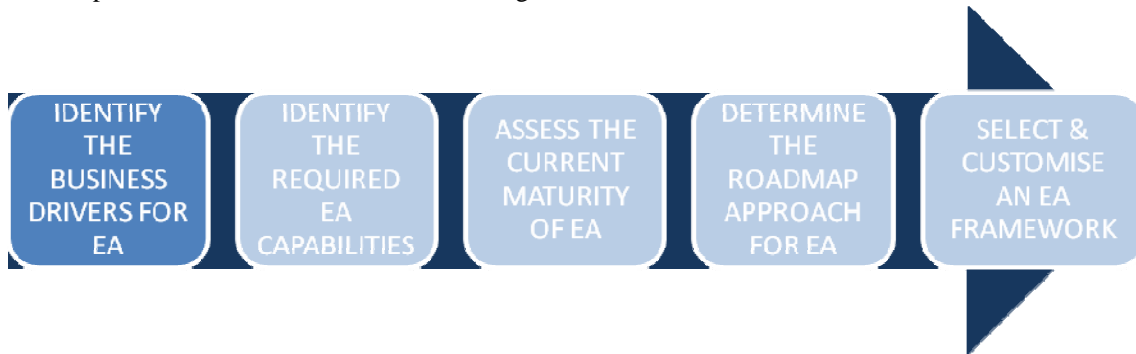 IDENTIFY
THE
BUSINESS
DRIVERS FOR
EA
IDENTIFY
THE
REQUIRED
EA
CAPABILITIES
ASSESS THE
CURRENT
MATURITY
OF EA
DETERMINE
THE
ROADMAP
APPROACH
FOR EA
SELECT &
CUSTOMISE
AN EA
FRAMEWORK